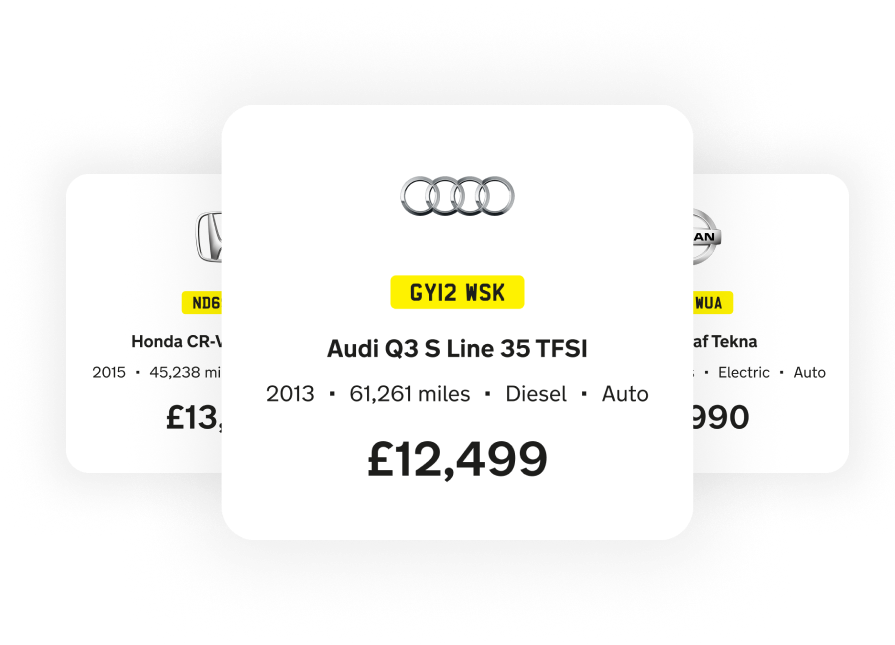 GY12 WSK
Audi Q3 S Line 35 TFSI
2013 · 61,261 miles · Diesel · Auto
£12,499
ND6
Honda CR-V
2015 · 45,238 mi
£13,
AN
WUA
af Tekna
· Electric · Auto
990